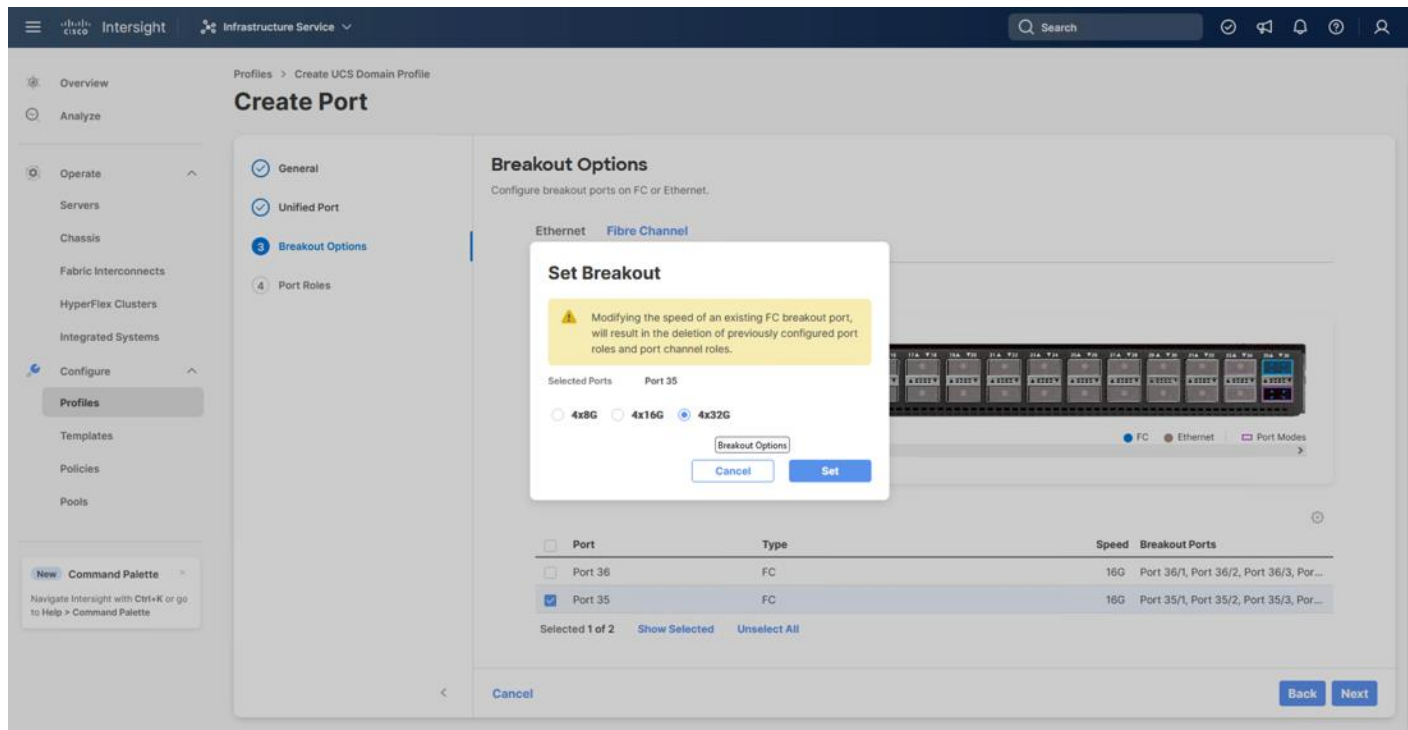 cisco Intersight
Infrastructure Service
Search
Overview
Analyze
Operate
Servers
Chassis
Fabric Interconnects
HyperFlex Clusters
Integrated Systems
Configure
Profiles
Templates
Policies
Pools
New Command Palette
Navigate Intersight with Ctrl+K or go
to Help > Command Palette
Profiles > Create UCS Domain Profile
Create Port
General
Unified Port
3 Breakout Options
4 Port Roles
Breakout Options
Configure breakout ports on FC or Ethernet.
Ethernet Fibre Channel
Set Breakout
Modifying the speed of an existing FC breakout port,
will result in the deletion of previously configured port
roles and port channel roles.
Selected Ports Port 35
4x8G 4x16G 4x32G
Breakout Options
Cancel Set
FC Ethernet Port Modes
Port Type Speed Breakout Ports
Port 36 FC 16G Port 36/1, Port 36/2, Port 36/3, Por...
Port 35 FC 16G Port 35/1, Port 35/2, Port 35/3, Por...
Selected 1 of 2 Show Selected Unselect All
Cancel Back Next